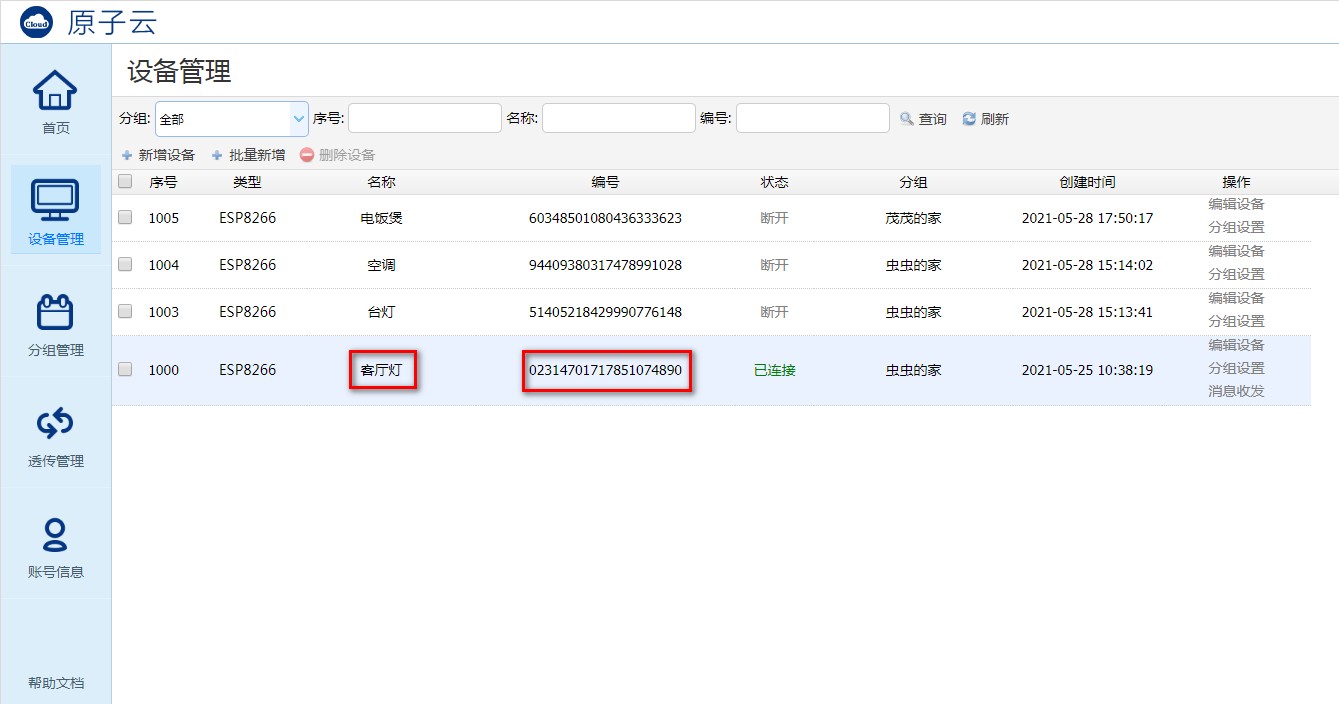 Cloud 原子云
首页
设备管理
分组管理
透传管理
账号信息
帮助文档
设备管理
分组: 全部 序号: 名称: 编号: 查询 刷新
新增设备 批量新增 删除设备
序号 类型 名称 编号 状态 分组 创建时间 操作
1005 ESP8266 电饭煲 60348501080436333623 断开 茂茂的家 2021-05-28 17:50:17 编辑设备
分组设置
1004 ESP8266 空调 94409380317478991028 断开 虫虫的家 2021-05-28 15:14:02 编辑设备
分组设置
1003 ESP8266 台灯 51405218429990776148 断开 虫虫的家 2021-05-28 15:13:41 编辑设备
分组设置
1000 ESP8266 客厅灯 02314701717851074890 已连接 虫虫的家 2021-05-25 10:38:19 编辑设备
分组设置
消息收发